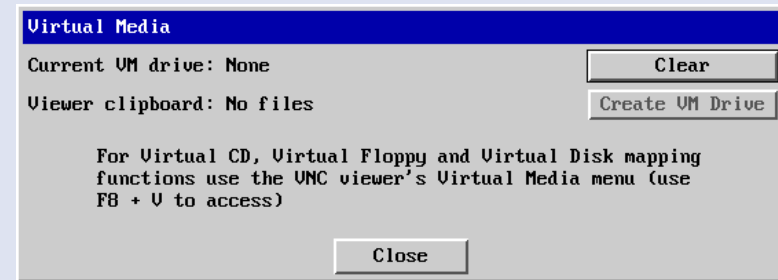 Virtual Media
Current VM drive: None
Clear
Viewer clipboard: No files
Create VM Drive
For Virtual CD, Virtual Floppy and Virtual Disk mapping
functions use the VNC viewer's Virtual Media menu (use
F8 + V to access)
Close